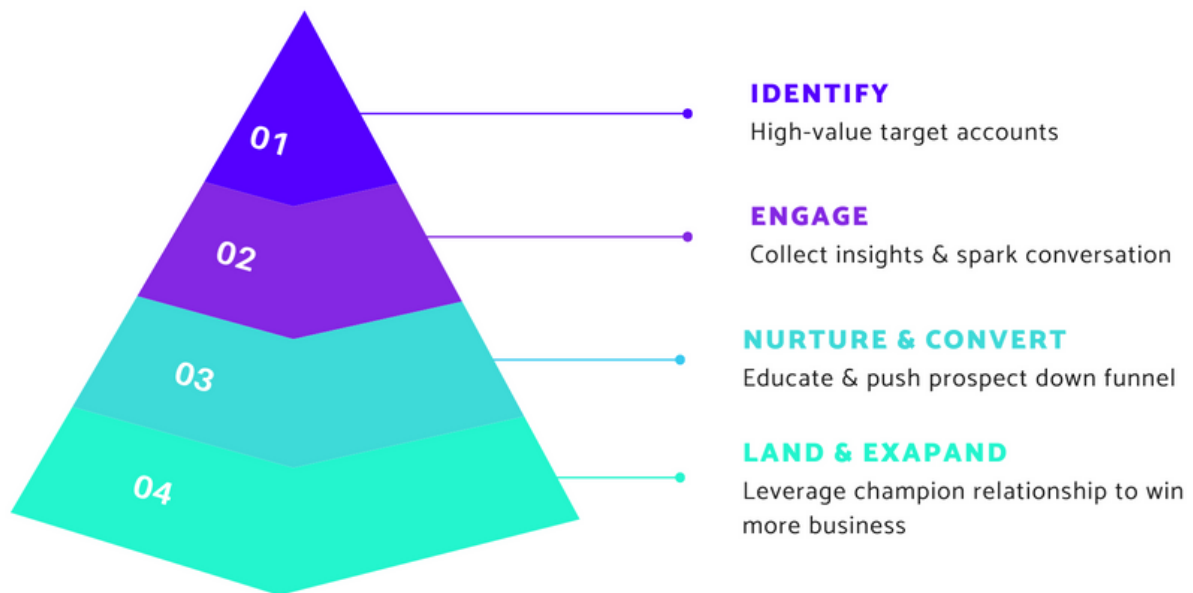 01
IDENTIFY
High-value target accounts
02
ENGAGE
Collect insights & spark conversation
03
NURTURE & CONVERT
Educate & push prospect down funnel
04
LAND & EXAPAND
Leverage champion relationship to win
more business